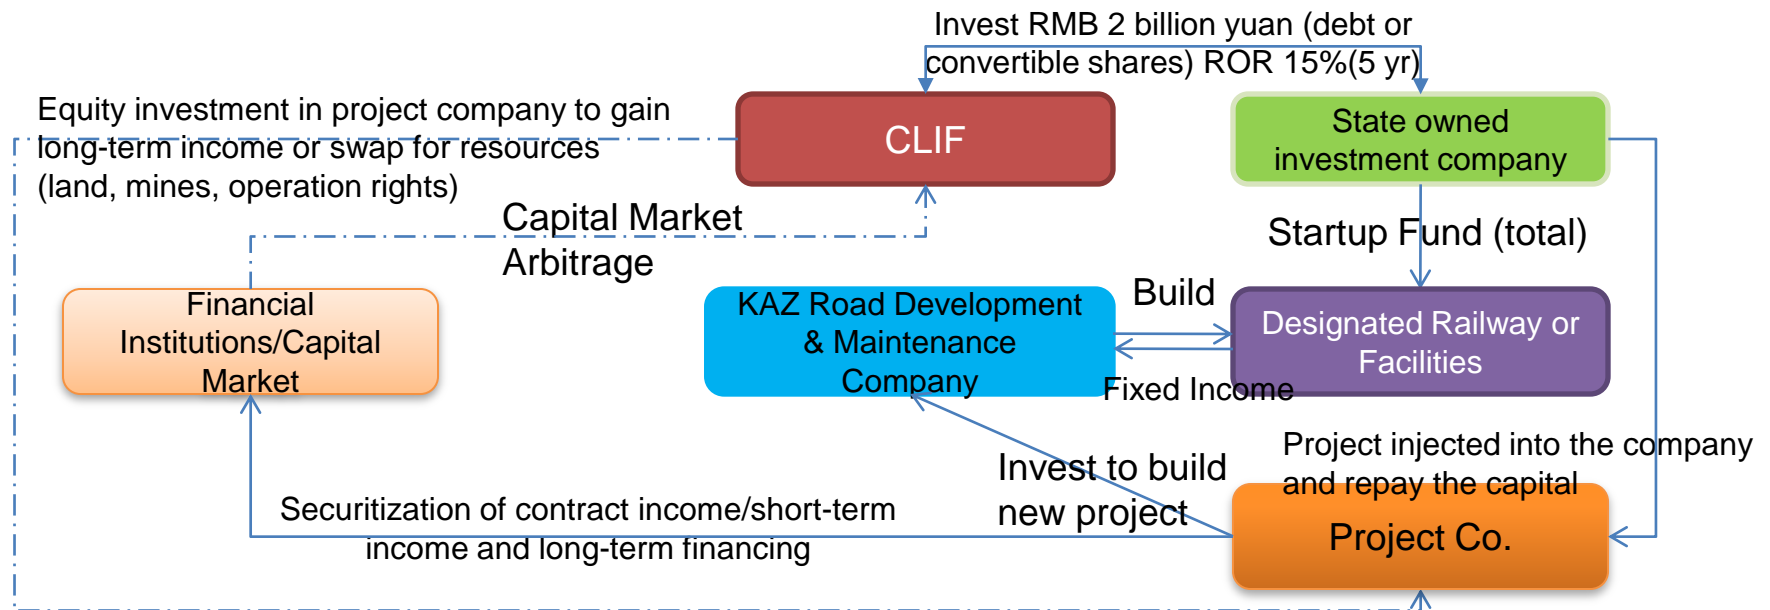 Invest RMB 2 billion yuan (debt or
convertible shares) ROR 15%(5 yr)
Equity investment in project company to gain
long-term income or swap for resources
(land, mines, operation rights)
CLIF
State owned
investment company
Capital Market
Arbitrage
Startup Fund (total)
Financial
Institutions/Capital
Market
KAZ Road Development
& Maintenance
Company
Build
Designated Railway or
Facilities
Fixed Income
Project injected into the company
and repay the capital
Invest to build
new project
Securitization of contract income/short-term
income and long-term financing
Project Co.